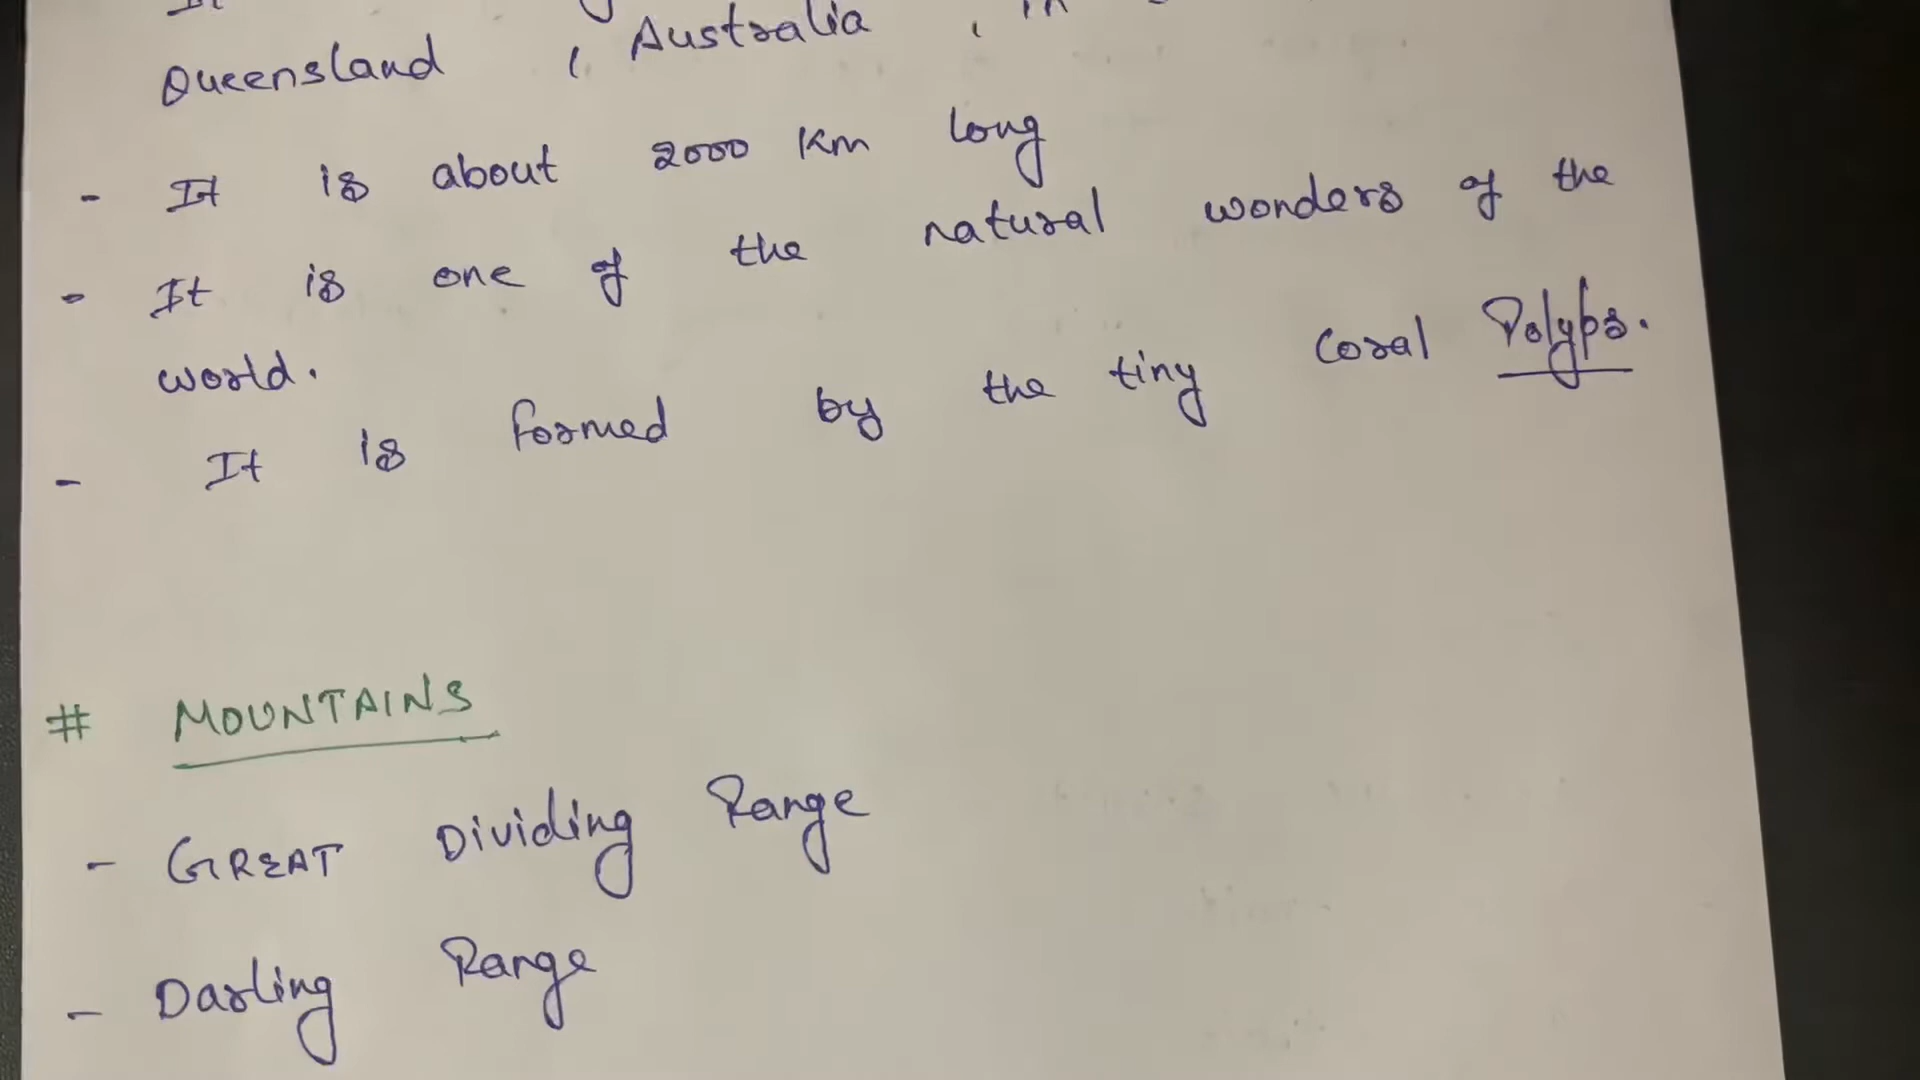 Queensland , Australia , in
- It is about 2000 Km long
- It is one of the natural wonders of the
world.
- It is formed by the tiny coral Polyps.
# MOUNTAINS
- GREAT Dividing Range
- Darling Range